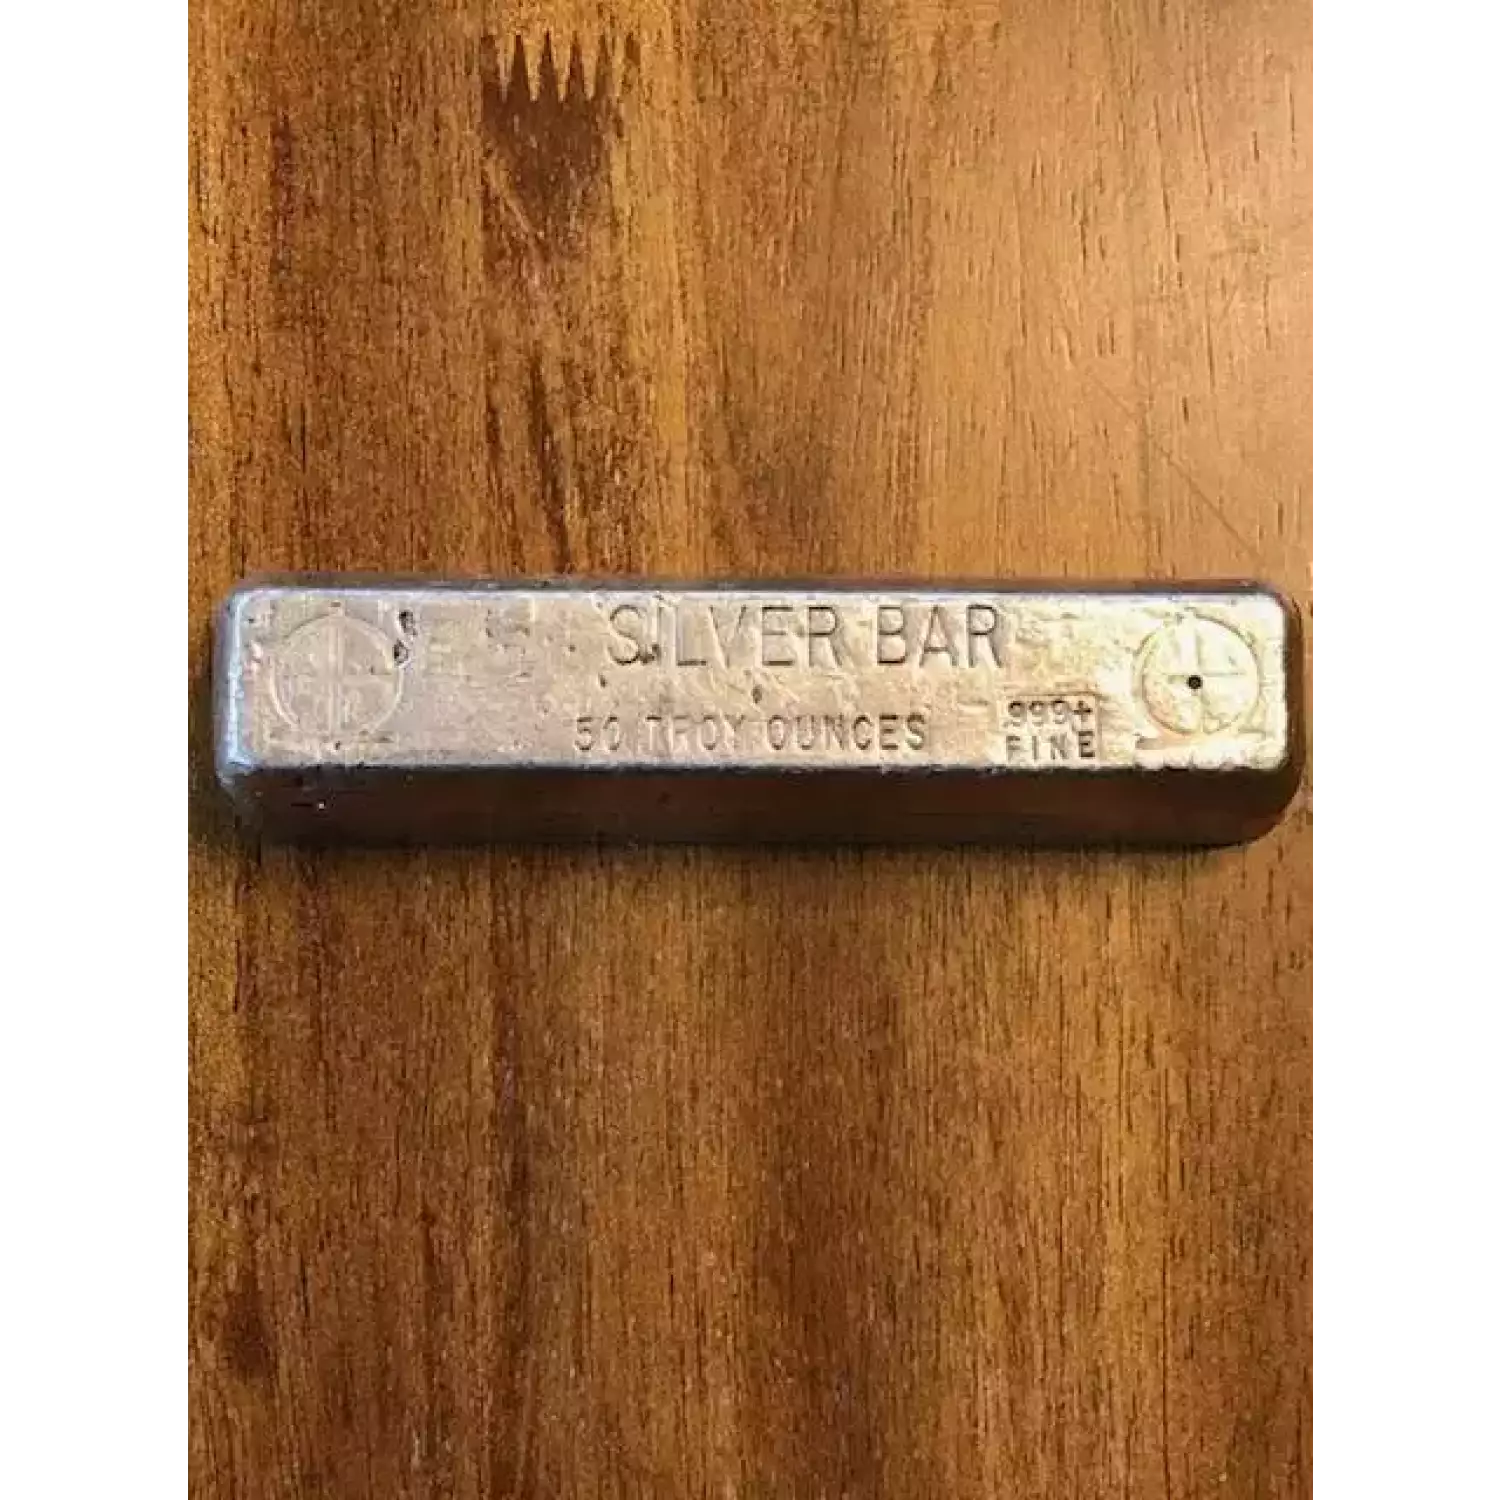 SILVER BAR
50 TROY OUNCES
999+
FINE